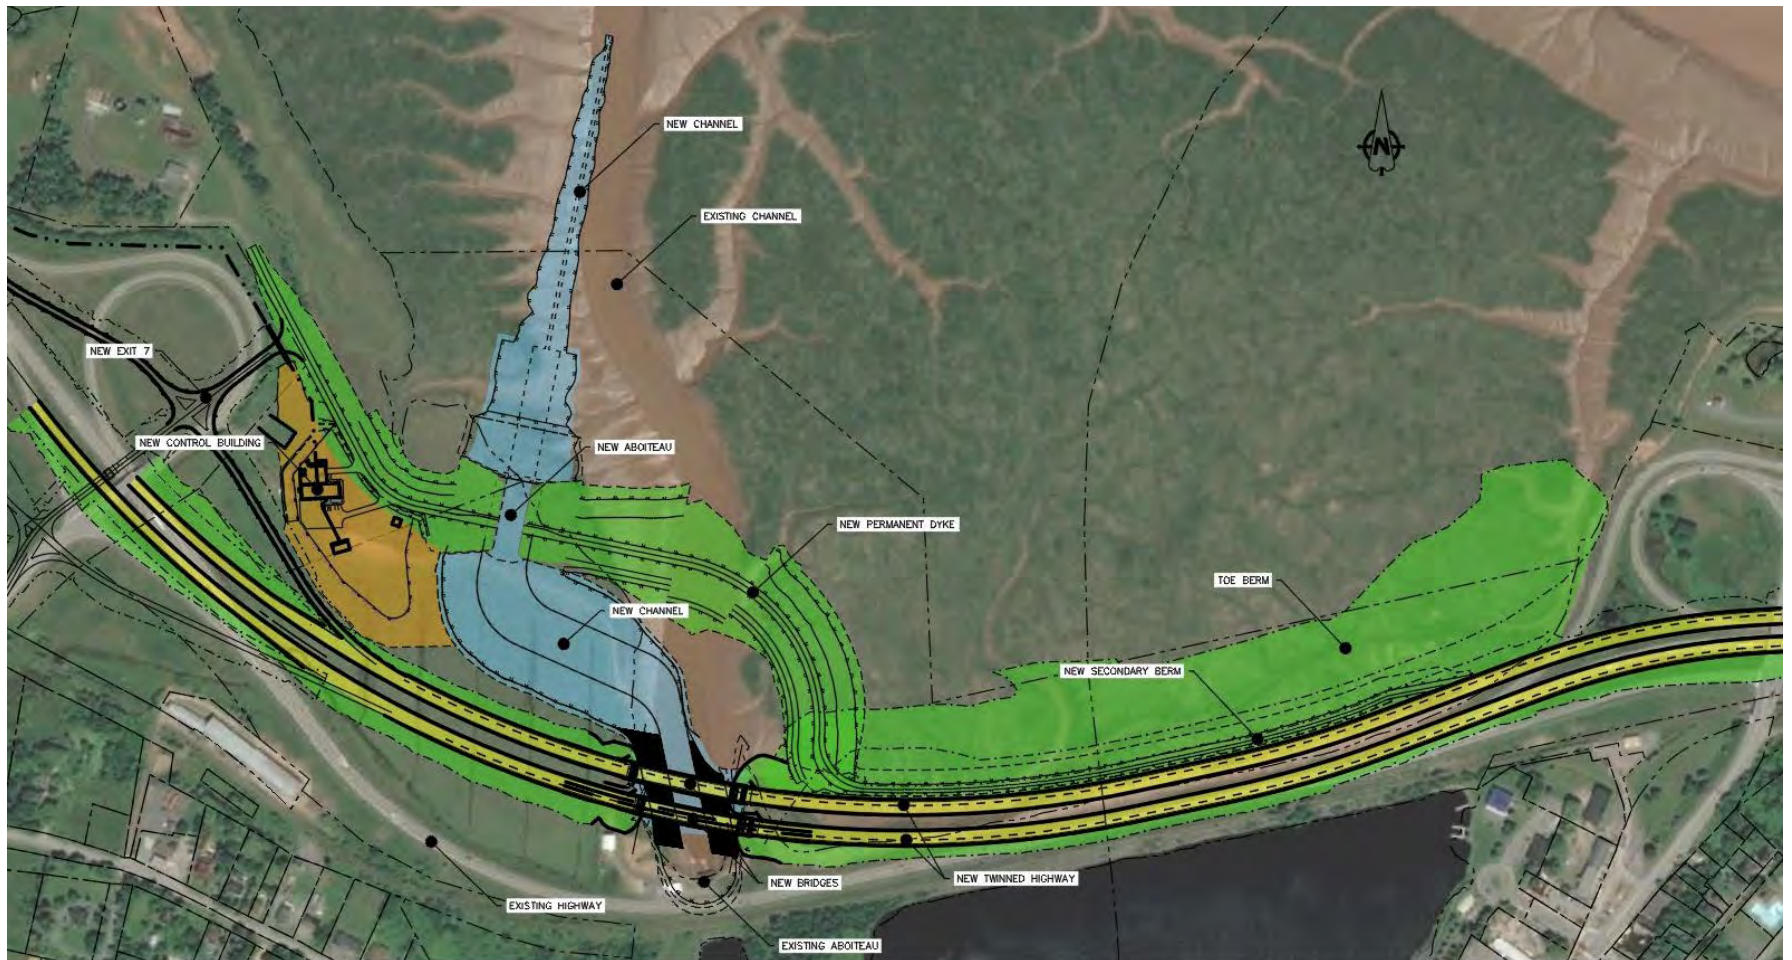 NEW CHANNEL
N
EXISTING CHANNEL
NEW EXIT 7
NEW CONTROL BUILDING
NEW ABOITEAU
NEW PERMANENT DYKE
TOE BERM
NEW CHANNEL
NEW SECONDARY BERM
NEW BRIDGES
NEW TWINNED HIGHWAY
EXISTING HIGHWAY
EXISTING ABOITEAU